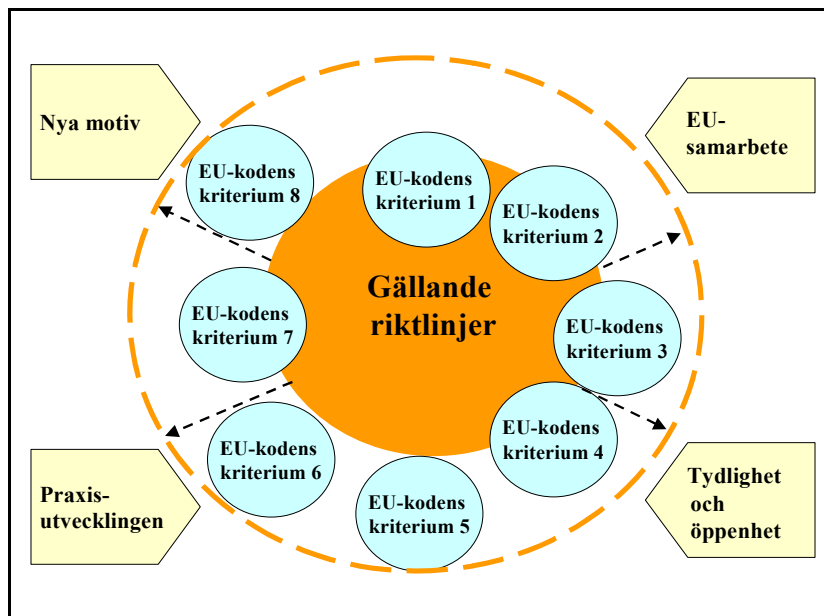 Nya motiv
EU-
samarbete
EU-kodens
kriterium 8
EU-kodens
kriterium 1
EU-kodens
kriterium 2
Gällande
riktlinjer
EU-kodens
kriterium 7
EU-kodens
kriterium 3
EU-kodens
kriterium 4
EU-kodens
kriterium 6
EU-kodens
kriterium 5
Praxis-
utvecklingen
Tydlighet
och
öppenhet